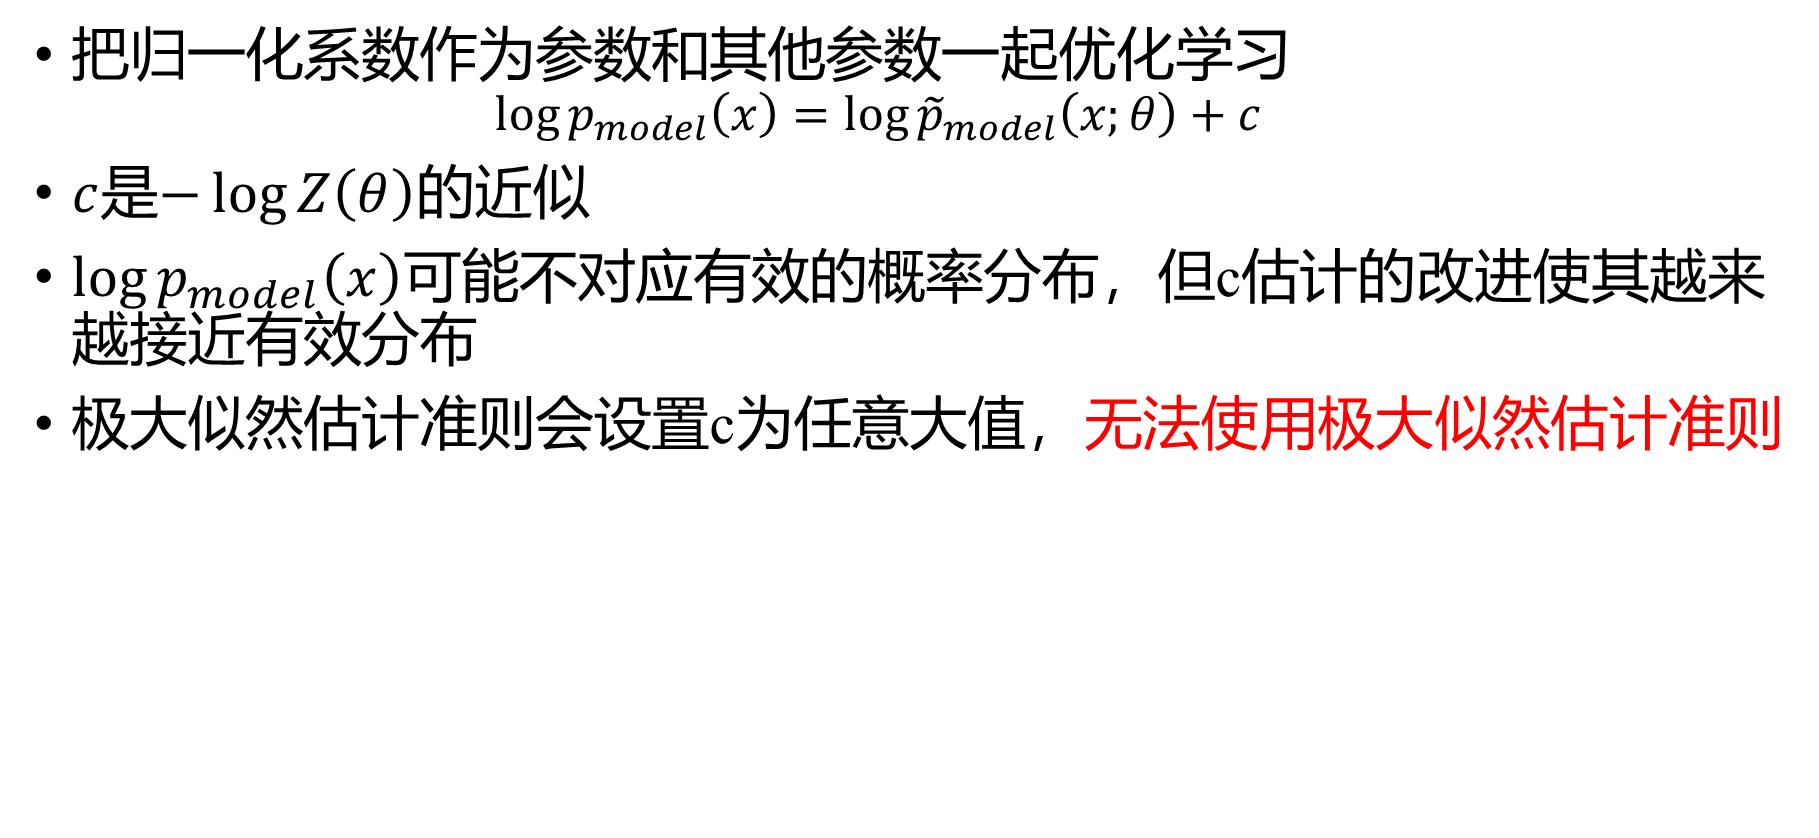 • 把归一化系数作为参数和其他参数一起优化学习
log p_model(x) = log p̃_model(x; θ) + c
• c是− log Z(θ)的近似
• log p_model(x)可能不对应有效的概率分布，但c估计的改进使其越来
越接近有效分布
• 极大似然估计准则会设置c为任意大值，无法使用极大似然估计准则